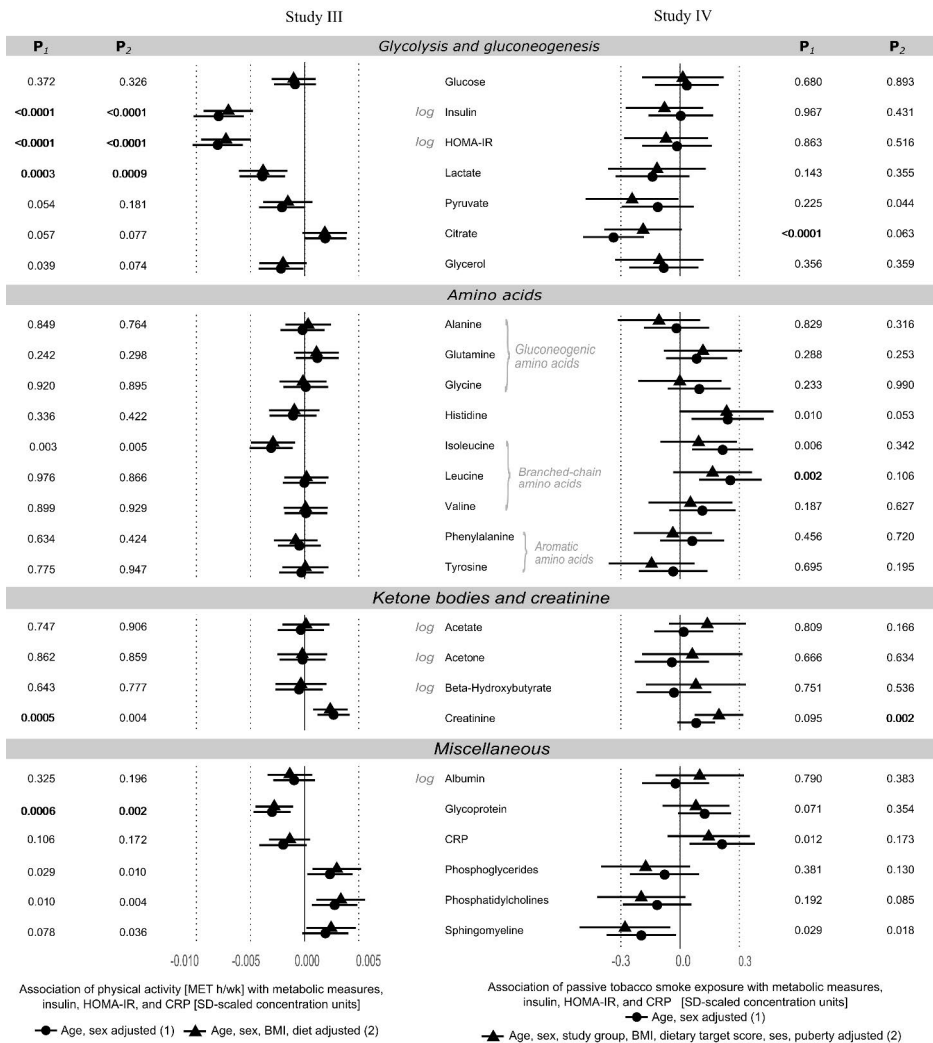 Study III Study IV
P1 P2 Glycolysis and gluconeogenesis P1 P2
0.372 0.326 Glucose 0.680 0.893
<0.0001 <0.0001 log Insulin 0.967 0.431
<0.0001 <0.0001 log HOMA-IR 0.863 0.516
0.0003 0.0009 Lactate 0.143 0.355
0.054 0.181 Pyruvate 0.225 0.044
0.057 0.077 Citrate <0.0001 0.063
0.039 0.074 Glycerol 0.356 0.359
Amino acids
0.849 0.764 Alanine 0.829 0.316
0.242 0.298 Glutamine 0.288 0.253
Gluconeogenic
amino acids
0.920 0.895 Glycine 0.233 0.990
0.336 0.422 Histidine 0.010 0.053
0.003 0.005 Isoleucine 0.006 0.342
0.976 0.866 Leucine 0.002 0.106
Branched-chain
amino acids
0.899 0.929 Valine 0.187 0.627
0.634 0.424 Phenylalanine 0.456 0.720
Aromatic
amino acids
0.775 0.947 Tyrosine 0.695 0.195
Ketone bodies and creatinine
0.747 0.906 log Acetate 0.809 0.166
0.862 0.859 log Acetone 0.666 0.634
0.643 0.777 log Beta-Hydroxybutyrate 0.751 0.536
0.0005 0.004 Creatinine 0.095 0.002
Miscellaneous
0.325 0.196 log Albumin 0.790 0.383
0.0006 0.002 Glycoprotein 0.071 0.354
0.106 0.172 CRP 0.012 0.173
0.029 0.010 Phosphoglycerides 0.381 0.130
0.010 0.004 Phosphatidylcholines 0.192 0.085
0.078 0.036 Sphingomyeline 0.029 0.018
-0.010 -0.005 0.000 0.005 -0.3 0.0 0.3
Association of physical activity [MET h/wk] with metabolic measures,
insulin, HOMA-IR, and CRP [SD-scaled concentration units]
Age, sex adjusted (1) Age, sex, BMI, diet adjusted (2)
Association of passive tobacco smoke exposure with metabolic measures,
insulin, HOMA-IR, and CRP [SD-scaled concentration units]
Age, sex adjusted (1)
Age, sex, study group, BMI, dietary target score, ses, puberty adjusted (2)